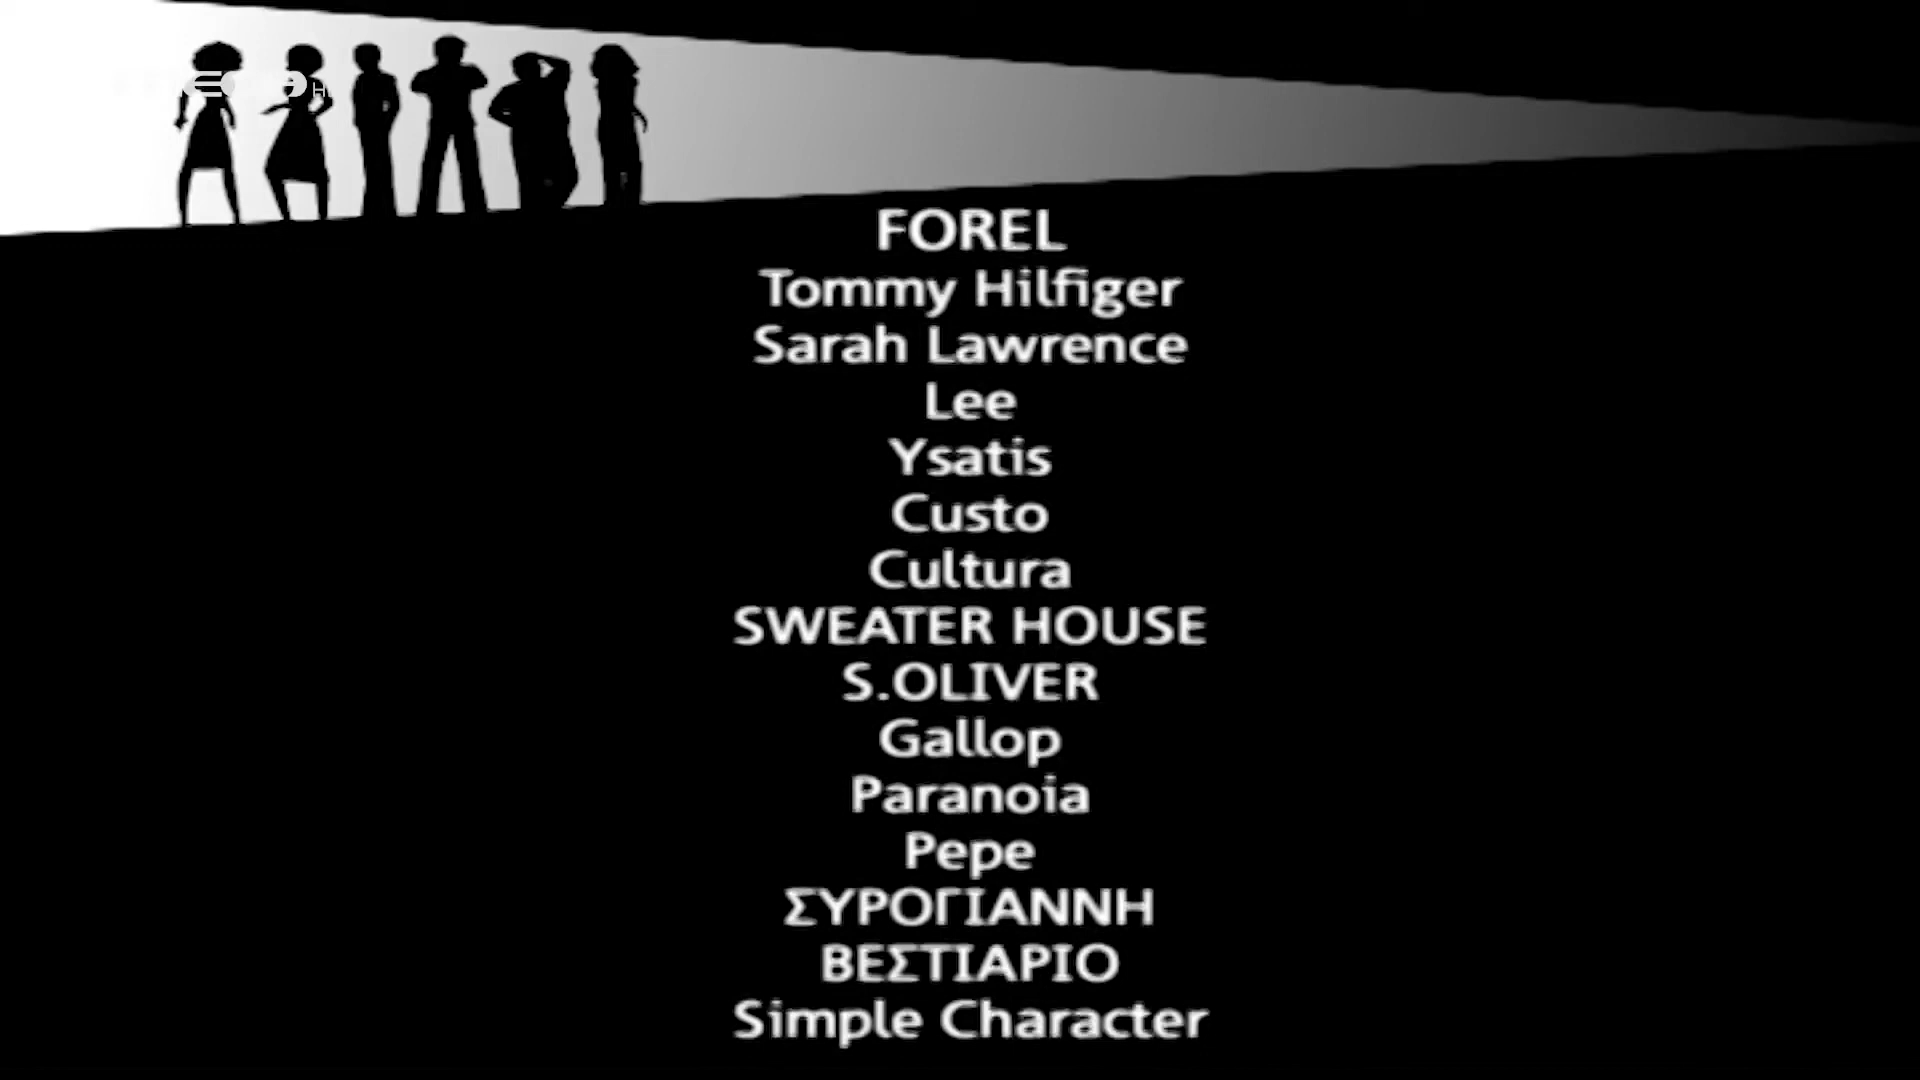 FOREL
Tommy Hilfiger
Sarah Lawrence
Lee
Ysatis
Custo
Cultura
SWEATER HOUSE
S.OLIVER
Gallop
Paranoia
Pepe
ΣΥΡΟΓΙΑΝΝΗ
ΒΕΣΤΙΑΡΙΟ
Simple Character